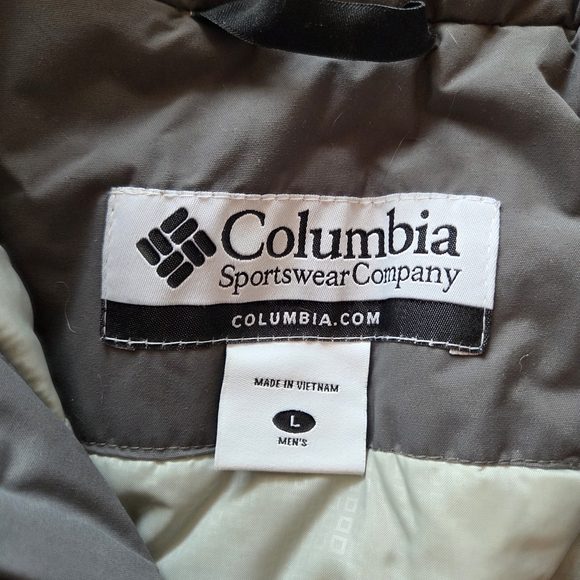 Columbia
Sportswear Company
COLUMBIA.COM
MADE IN VIETNAM
L
MEN'S